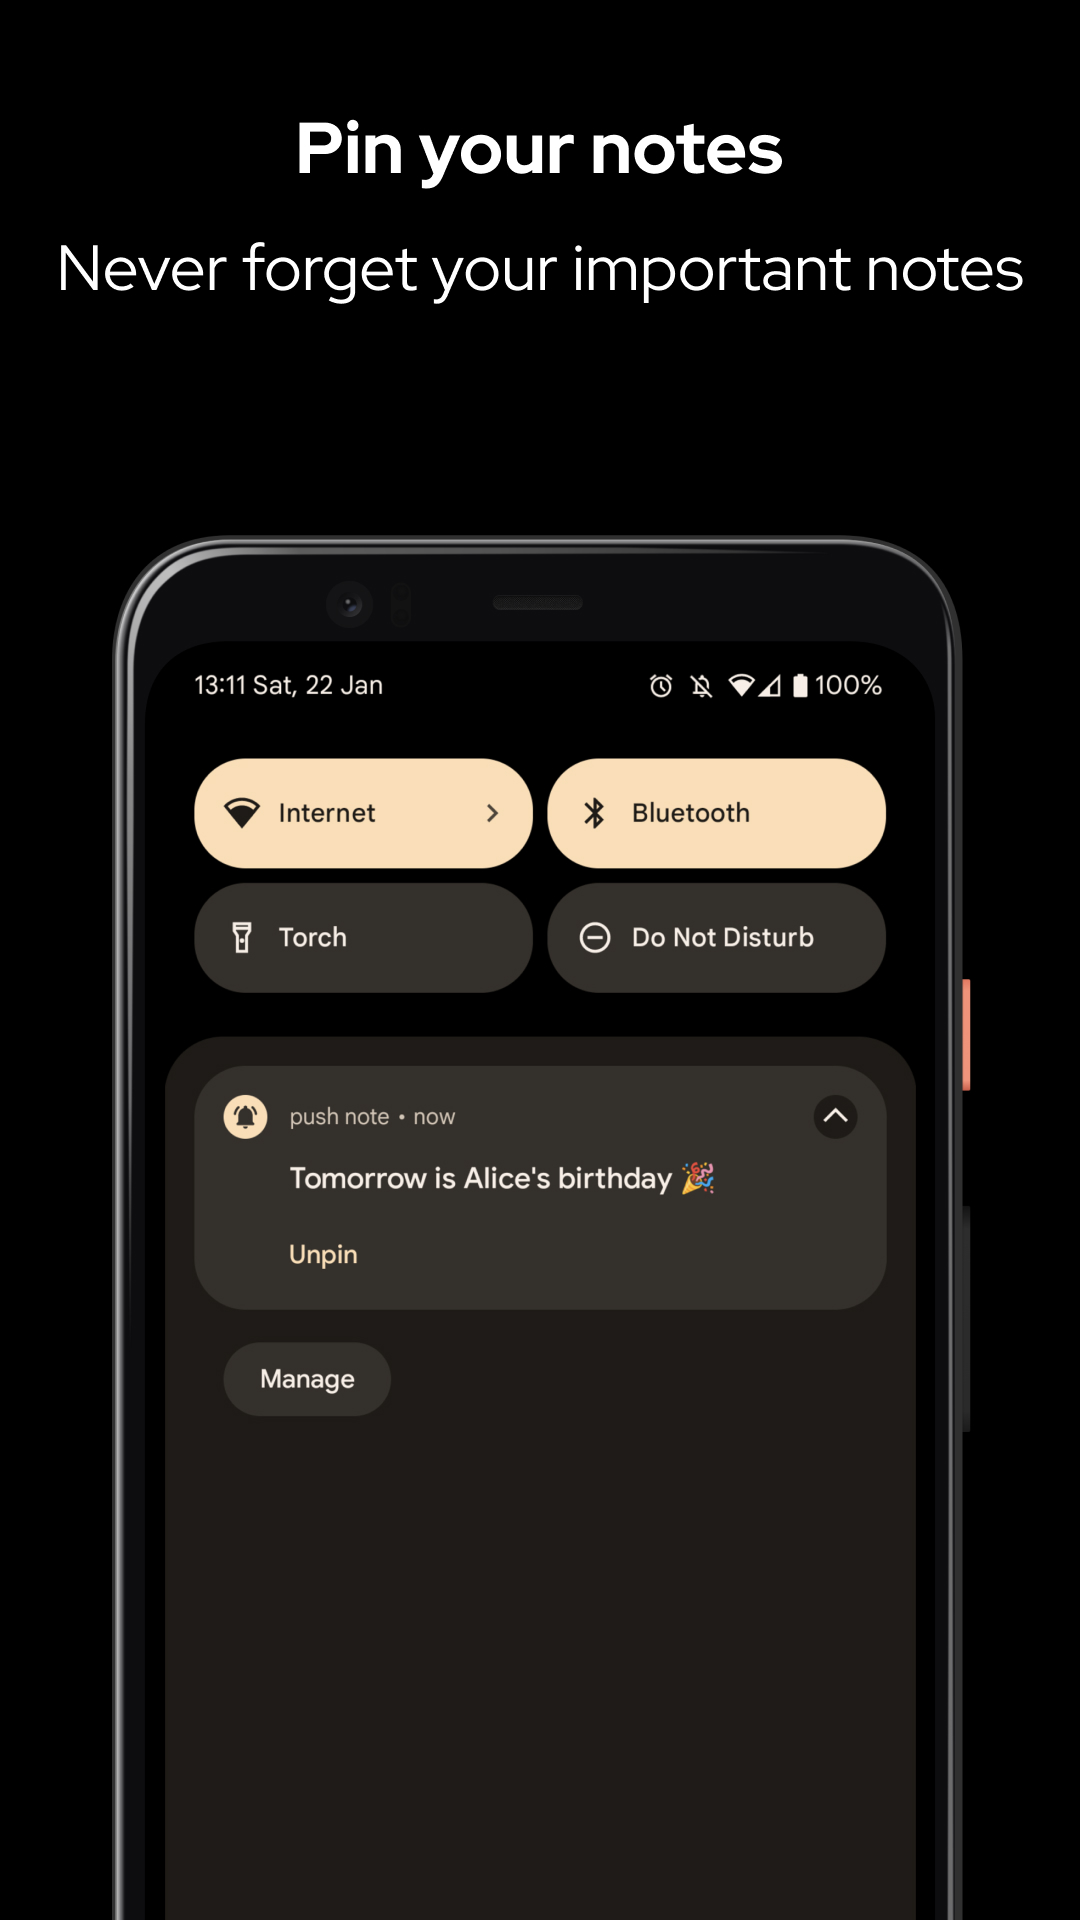 Pin your notes
Never forget your important notes
13:11 Sat, 22 Jan 100%
Internet Bluetooth
Torch Do Not Disturb
push note • now
Tomorrow is Alice's birthday 🎉
Unpin
Manage